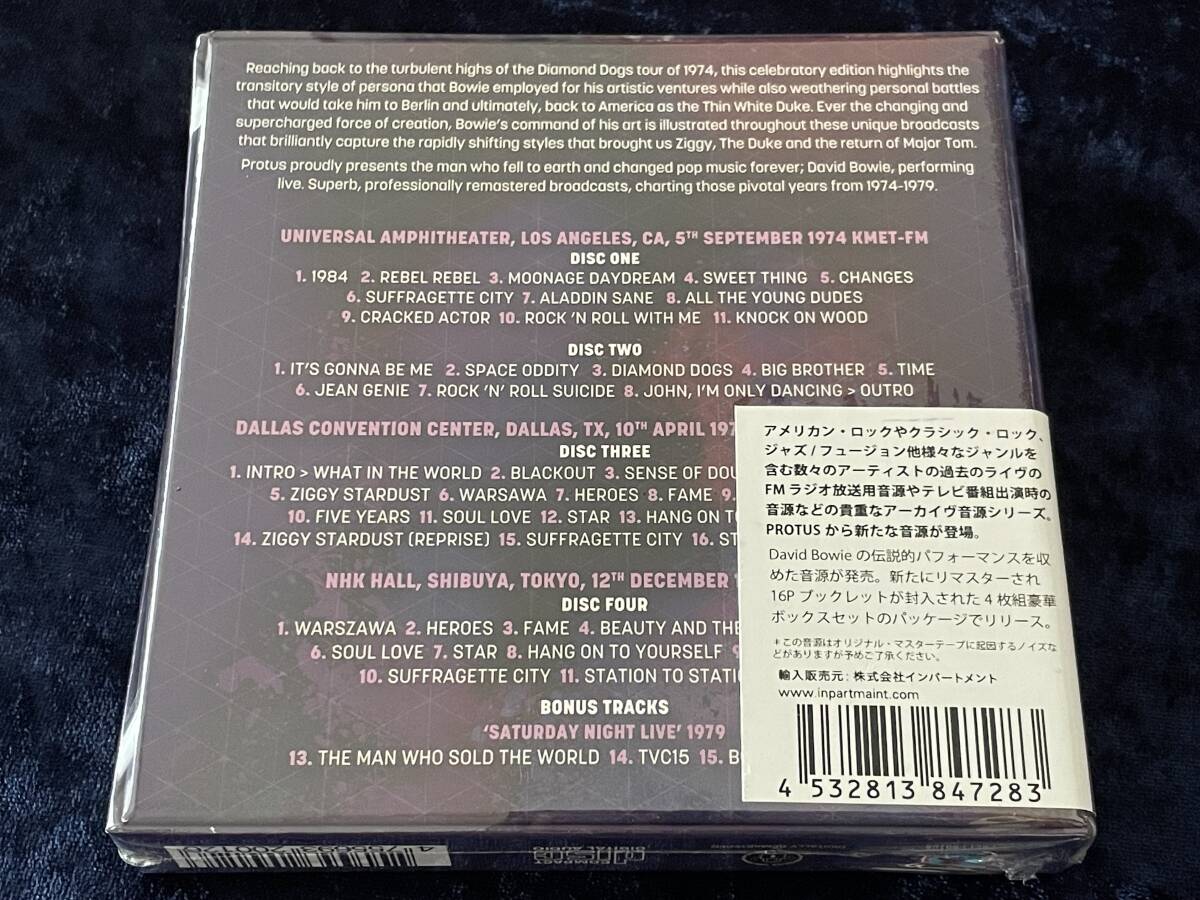 Reaching back to the turbulent highs of the Diamond Dogs tour of 1974, this celebratory edition highlights the
transitory style of persona that Bowie employed for his artistic ventures while also weathering personal battles
that would take him to Berlin and ultimately, back to America as the Thin White Duke. Ever the changing and
supercharged force of creation, Bowie's command of his art is illustrated throughout these unique broadcasts
that brilliantly capture the rapidly shifting styles that brought us Ziggy, The Duke and the return of Major Tom.
Protus proudly presents the man who fell to earth and changed pop music forever; David Bowie, performing
live. Superb, professionally remastered broadcasts, charting those pivotal years from 1974-1979.
UNIVERSAL AMPHITHEATER, LOS ANGELES, CA, 5TH SEPTEMBER 1974 KMET-FM
DISC ONE
1. 1984 2. REBEL REBEL 3. MOONAGE DAYDREAM 4. SWEET THING 5. CHANGES
6. SUFFRAGETTE CITY 7. ALADDIN SANE 8. ALL THE YOUNG DUDES
9. CRACKED ACTOR 10. ROCK 'N ROLL WITH ME 11. KNOCK ON WOOD
DISC TWO
1. IT'S GONNA BE ME 2. SPACE ODDITY 3. DIAMOND DOGS 4. BIG BROTHER 5. TIME
6. JEAN GENIE 7. ROCK 'N' ROLL SUICIDE 8. JOHN, I'M ONLY DANCING > OUTRO
DALLAS CONVENTION CENTER, DALLAS, TX, 10TH APRIL
DISC THREE
1. INTRO > WHAT IN THE WORLD 2. BLACKOUT 3. SENSE OF
5. ZIGGY STARDUST 6. WARSAWA 7. HEROES 8. FAME 9.
10. FIVE YEARS 11. SOUL LOVE 12. STAR 13. HANG ON
14. ZIGGY STARDUST (REPRISE) 15. SUFFRAGETTE CITY 16.
NHK HALL, SHIBUYA, TOKYO, 12TH DECEMBER
DISC FOUR
1. WARSZAWA 2. HEROES 3. FAME 4. BEAUTY AND THE
6. SOUL LOVE 7. STAR 8. HANG ON TO YOURSELF
10. SUFFRAGETTE CITY 11. STATION TO
BONUS TRACKS
'SATURDAY NIGHT LIVE' 1979
13. THE MAN WHO SOLD THE WORLD 14. TVC15 15.
アメリカン・ロックやクラシック・ロック、
ジャズ/フュージョン他様々なジャンルを
含む数々のアーティストの過去のライヴの
FMラジオ放送用音源やテレビ番組出演時の
音源などの貴重なアーカイヴ音源シリーズ。
PROTUSから新たな音源が登場。
David Bowieの伝説的パフォーマンスを収
めた音源が発売。新たにリマスターされ
16Pブックレットが封入された4枚組豪華
ボックスセットのパッケージでリリース。
＊この音源はオリジナル・マスターテープに起因するノイズな
どがありますが予めご了承ください。
輸入販売元：株式会社インパートメント
www.inpartmaint.com
4 532813 847283
COMPACT
disc
DIGITAL AUDIO